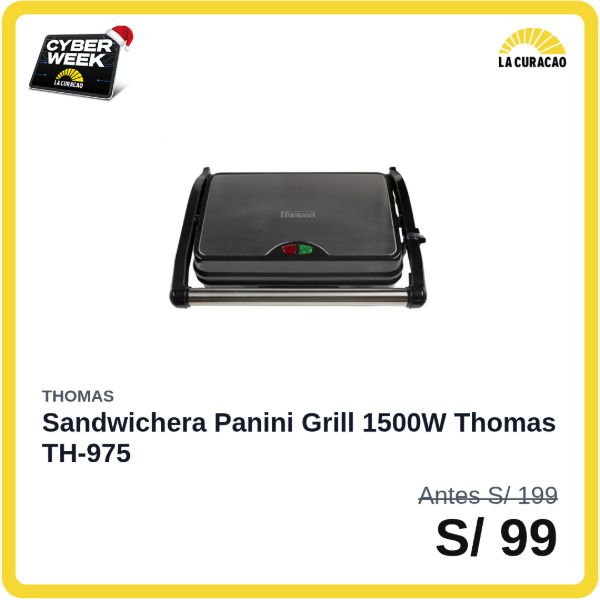 CYBER
WEEK
LA CURACAO
LA CURACAO
THOMAS
Sandwichera Panini Grill 1500W Thomas
TH-975
Antes S/ 199
S/ 99